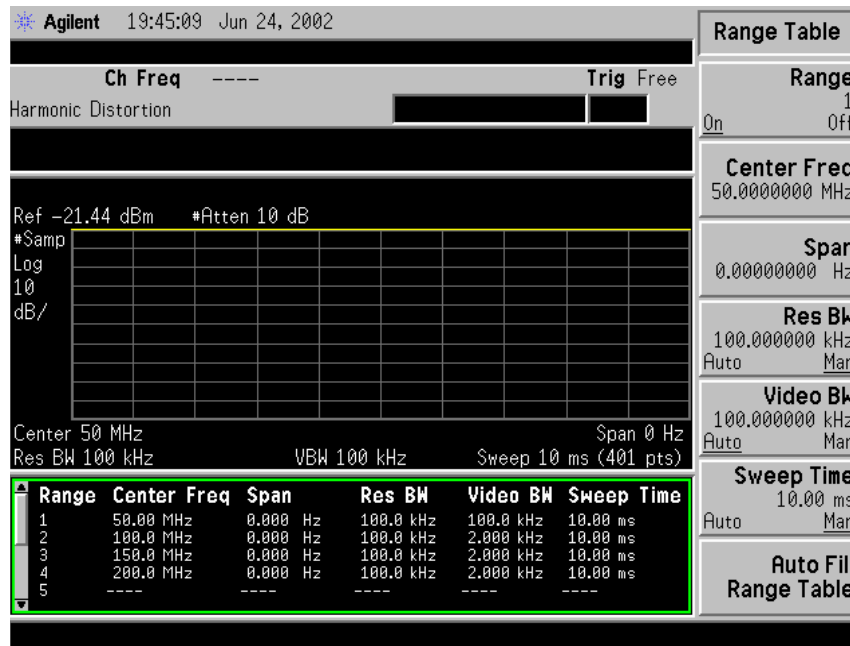 Agilent 19:45:09 Jun 24, 2002
Ch Freq ---- Trig Free
Harmonic Distortion
Ref -21.44 dBm #Atten 10 dB
#Samp
Log
10
dB/
Center 50 MHz Span 0 Hz
Res BW 100 kHz VBW 100 kHz Sweep 10 ms (401 pts)
Range Center Freq Span Res BW Video BW Sweep Time
1 50.00 MHz 0.000 Hz 100.0 kHz 100.0 kHz 10.00 ms
2 100.0 MHz 0.000 Hz 100.0 kHz 2.000 kHz 10.00 ms
3 150.0 MHz 0.000 Hz 100.0 kHz 2.000 kHz 10.00 ms
4 200.0 MHz 0.000 Hz 100.0 kHz 2.000 kHz 10.00 ms
5 ---- ---- ---- ---- ----
Range Table
Range
1
On Off
Center Freq
50.0000000 MHz
Span
0.00000000 Hz
Res BW
100.000000 kHz
Auto Man
Video BW
100.000000 kHz
Auto Man
Sweep Time
10.00 ms
Auto Man
Auto Fill
Range Table